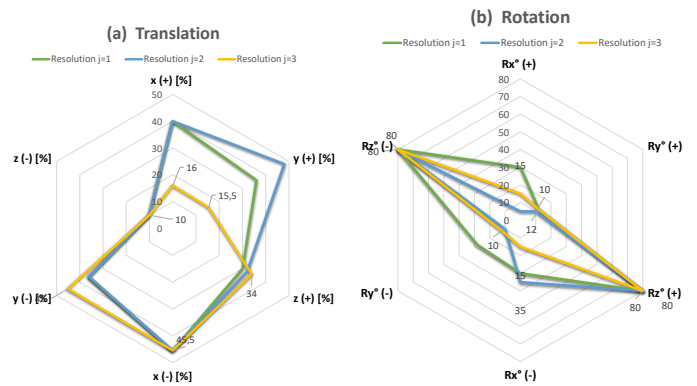 (a) Translation
Resolution j=1 Resolution j=2 Resolution j=3
x (+) [%]
50
40
30
20
10
0
16
15,5
10
34
45,5
y (+) [%]
z (+) [%]
x (-) [%]
y (-) [%]
z (-) [%]
(b) Rotation
Resolution j=1 Resolution j=2 Resolution j=3
Rx° (+)
80
70
60
50
40
30
20
10
0
15
10
12
10
15
35
80
80
80
80
Ry° (+)
Rz° (+)
Rx° (-)
Ry° (-)
Rz° (-)